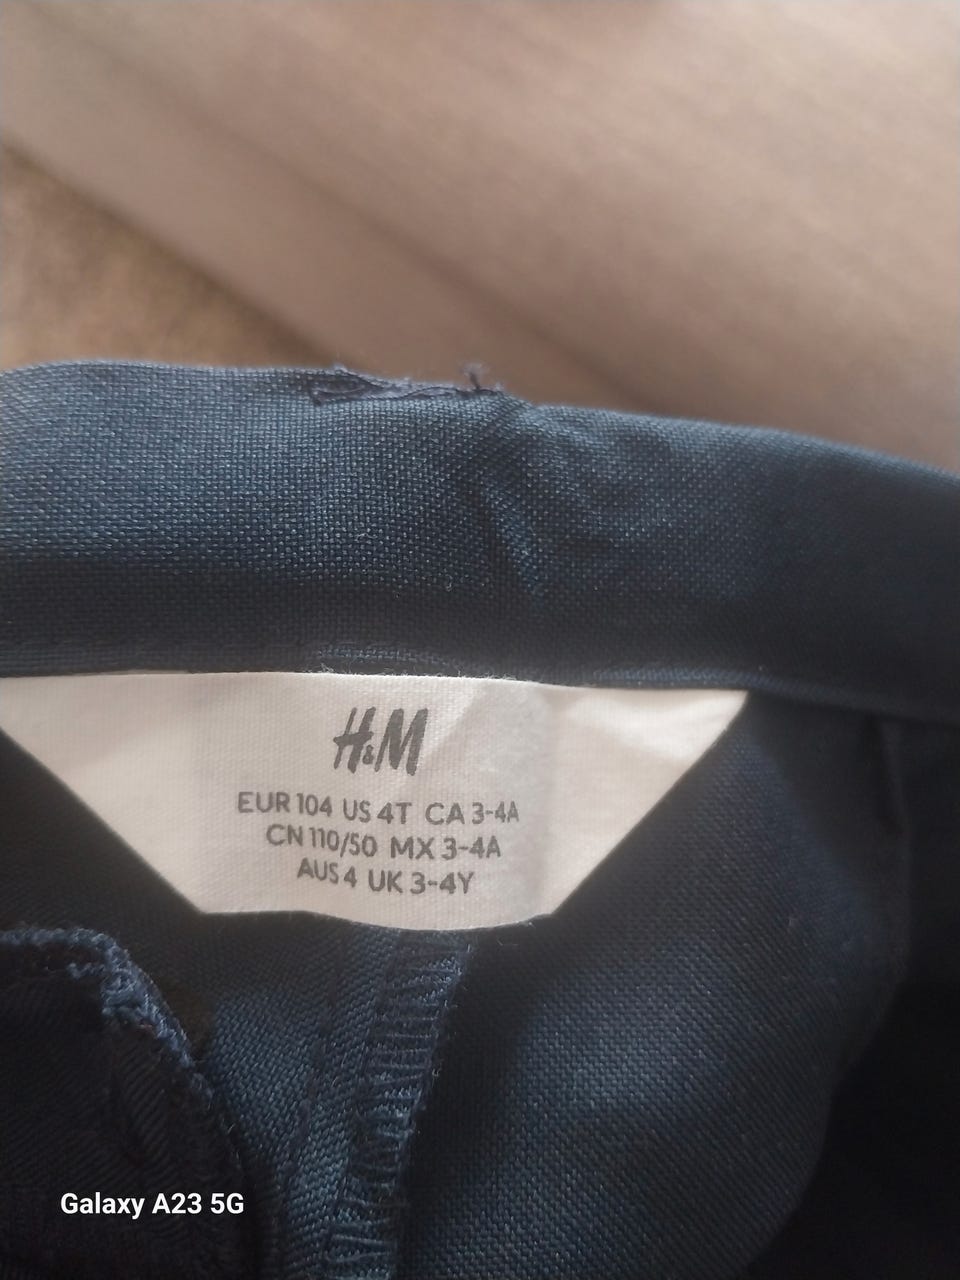 H&M
EUR 104 US 4T CA 3-4A
CN 110/50 MX 3-4A
AUS 4 UK 3-4Y
Galaxy A23 5G